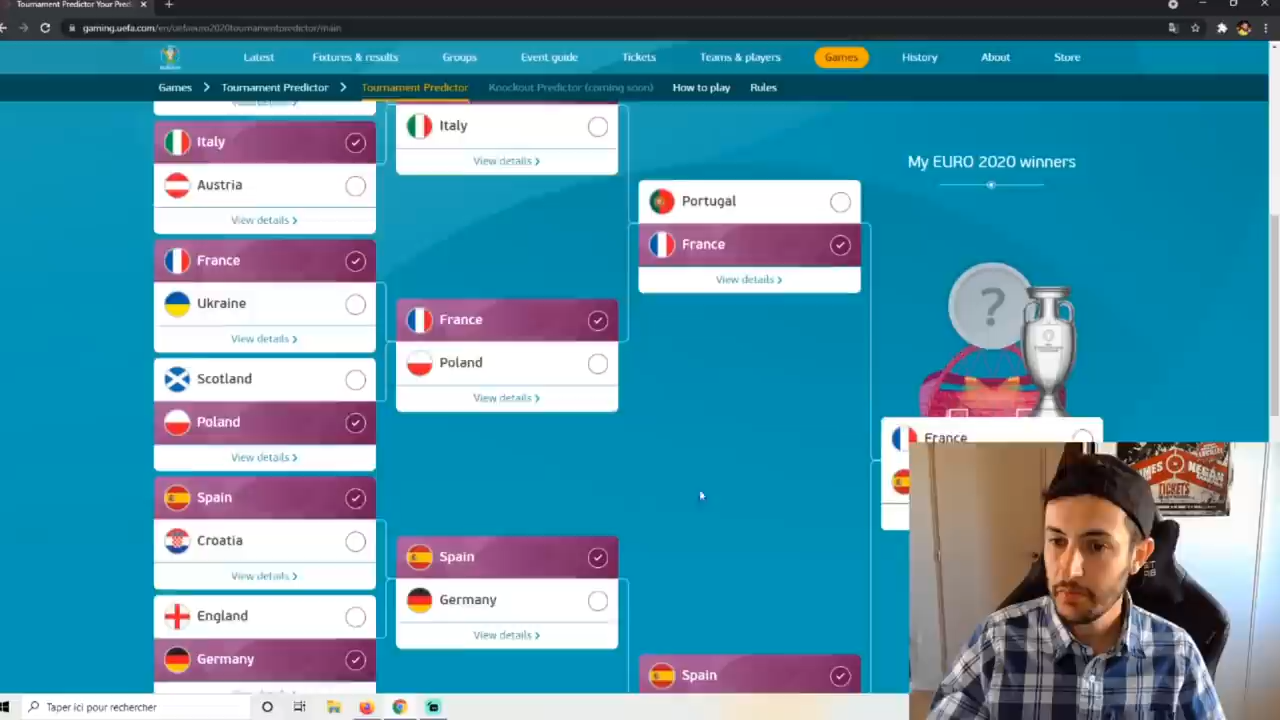 Tournament Predictor Your Pred
gaming.uefa.com/en/uefaeuro2020tournamentpredictor/main
Latest Fixtures & results Groups Event guide Tickets Teams & players Games History About Store
Games Tournament Predictor Tournament Predictor Knockout Predictor (coming soon) How to play Rules
Italy
Austria
View details
France
Ukraine
View details
Scotland
Poland
View details
Spain
Croatia
View details
England
Germany
Italy
View details
France
Poland
View details
Spain
Germany
View details
Portugal
France
View details
Spain
My EURO 2020 winners
France
TICKETS
Taper ici pour rechercher